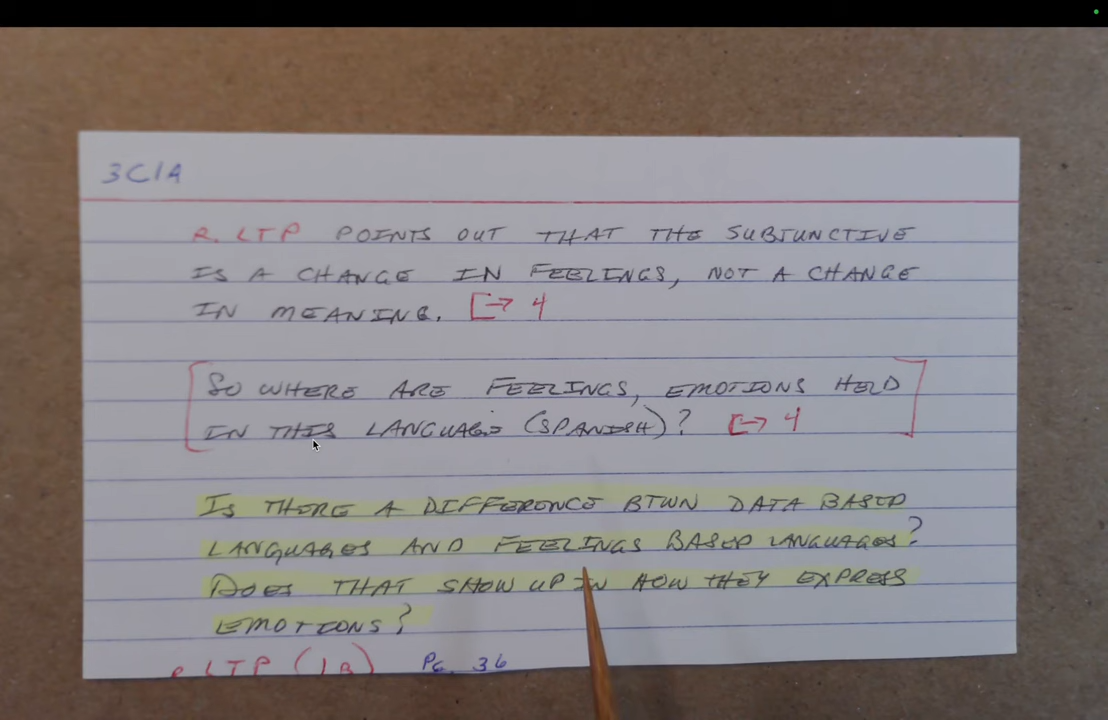 3C1A
R. LTP POINTS OUT THAT THE SUBJUNCTIVE
IS A CHANGE IN FEELINGS, NOT A CHANGE
IN MEANING. [→ 4
[SO WHERE ARE FEELINGS, EMOTIONS HELD
IN THIS LANGUAGE (SPANISH)? [→ 4]
IS THERE A DIFFERENCE BTWN DATA BASED
LANGUAGES AND FEELINGS BASED LANGUAGES?
DOES THAT SHOW UP IN HOW THEY EXPRESS
EMOTIONS?
R LTP (1B) PG. 36